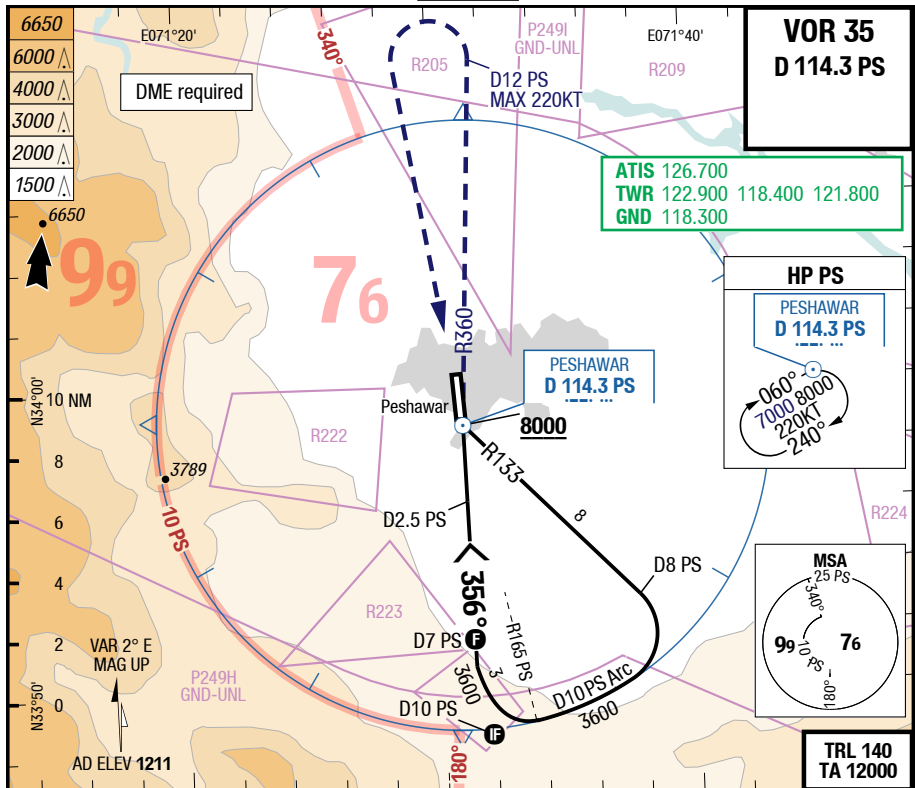 6650
6000
4000
3000
2000
1500
E071°20'
340°
R205
P249I
GND-UNL
E071°40'
R209
VOR 35
D 114.3 PS
DME required
D12 PS
MAX 220KT
ATIS 126.700
TWR 122.900 118.400 121.800
GND 118.300
6650
99
76
R360
HP PS
PESHAWAR
D 114.3 PS
060°
7000 8000
220KT
240°
PESHAWAR
D 114.3 PS
N34°00'
10 NM
Peshawar
8000
R222
R133
8
3789
8
D2.5 PS
6
10 PS
R224
D8 PS
4
356°
R223
R165 PS
MSA
25 PS
340°
99
10 PS
76
180°
2
VAR 2° E
MAG UP
D7 PS
F
3
3600
D10 PS Arc
3600
P249H
GND-UNL
N33°50'
0
D10 PS
IF
180°
AD ELEV 1211
TRL 140
TA 12000